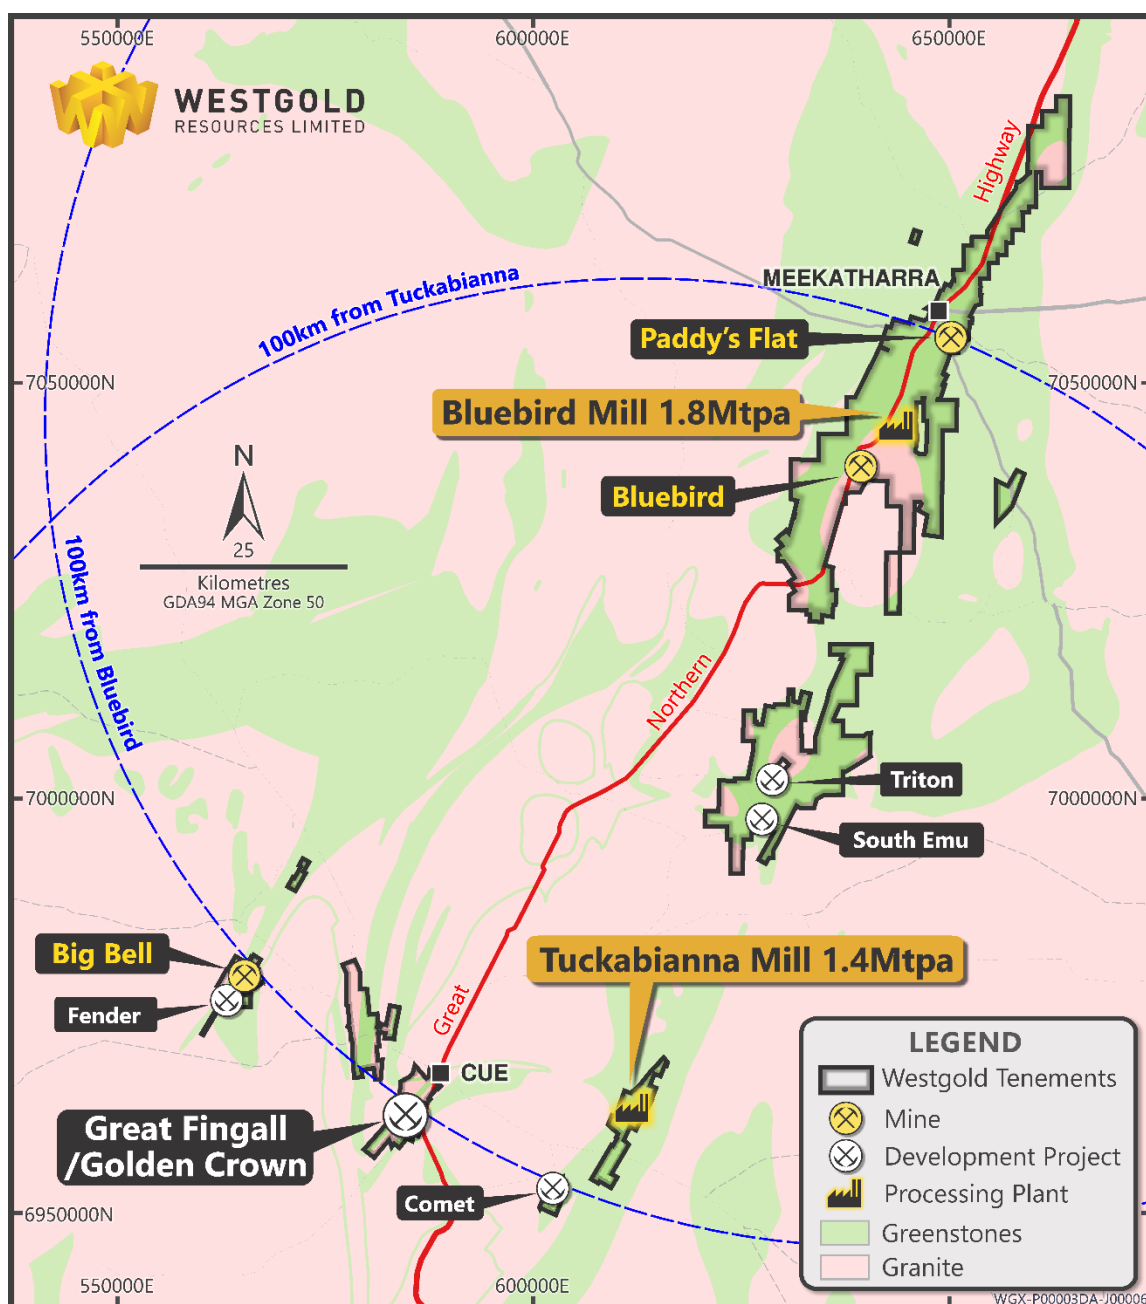 550000E
600000E
650000E
WESTGOLD
RESOURCES LIMITED
Highway
100km from Tuckabianna
MEEKATHARRA
Paddy's Flat
7050000N
7050000N
Bluebird Mill 1.8Mtpa
N
25
Kilometres
GDA94 MGA Zone 50
Bluebird
100km from Bluebird
Northern
7000000N
Triton
7000000N
South Emu
Big Bell
Fender
Tuckabianna Mill 1.4Mtpa
Great
CUE
Great Fingall
/Golden Crown
Comet
6950000N
LEGEND
Westgold Tenements
Mine
Development Project
Processing Plant
Greenstones
Granite
550000E
600000E
WGX-P00003DA-J00006